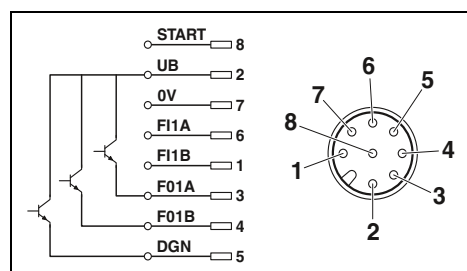 START 8
UB 2
0V 7
FI1A 6
FI1B 1
F01A 3
F01B 4
DGN 5
6
7 5
8
1 4
3
2